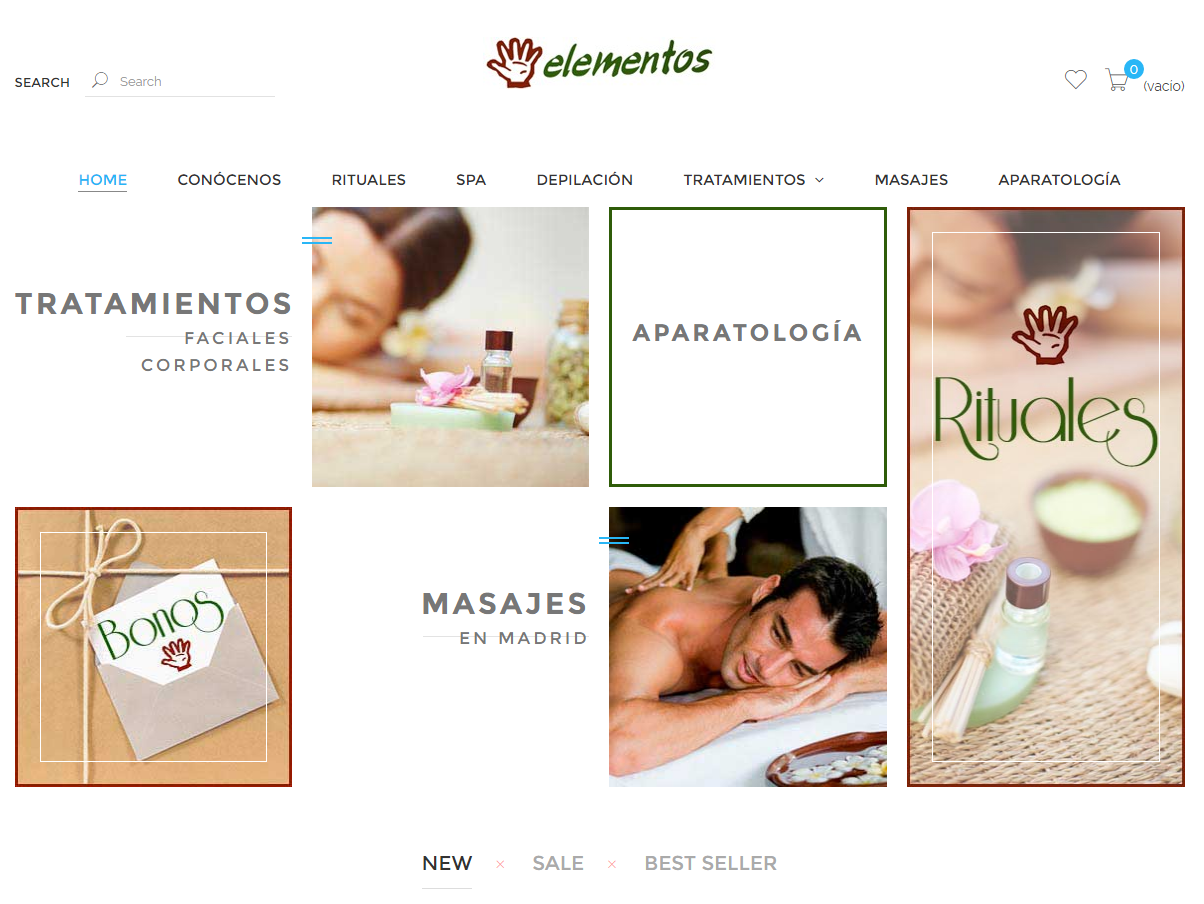 elementos
SEARCH
Search
0
(vacío)
HOME
CONÓCENOS
RITUALES
SPA
DEPILACIÓN
TRATAMIENTOS
MASAJES
APARATOLOGÍA
TRATAMIENTOS
FACIALES
CORPORALES
APARATOLOGÍA
Rituales
Bonos
MASAJES
EN MADRID
NEW
SALE
BEST SELLER